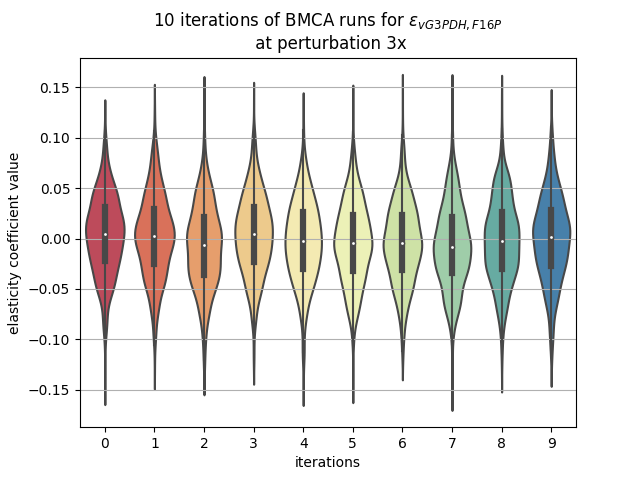 10 iterations of BMCA runs for ε_{vG3PDH,F16P}
at perturbation 3x
elasticity coefficient value
0.15
0.10
0.05
0.00
−0.05
−0.10
−0.15
0 1 2 3 4 5 6 7 8 9
iterations